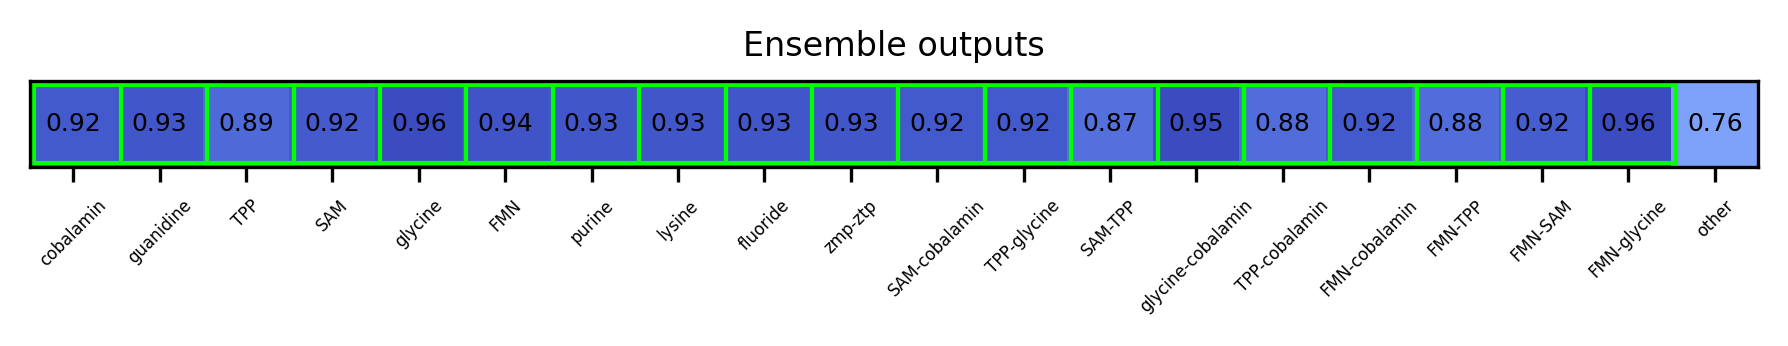 Ensemble outputs
0.92 0.93 0.89 0.92 0.96 0.94 0.93 0.93 0.93 0.93 0.92 0.92 0.87 0.95 0.88 0.92 0.88 0.92 0.96 0.76
cobalamin guanidine TPP SAM glycine FMN purine lysine fluoride zmp-ztp SAM-cobalamin TPP-glycine SAM-TPP glycine-cobalamin TPP-cobalamin FMN-cobalamin FMN-TPP FMN-SAM FMN-glycine other